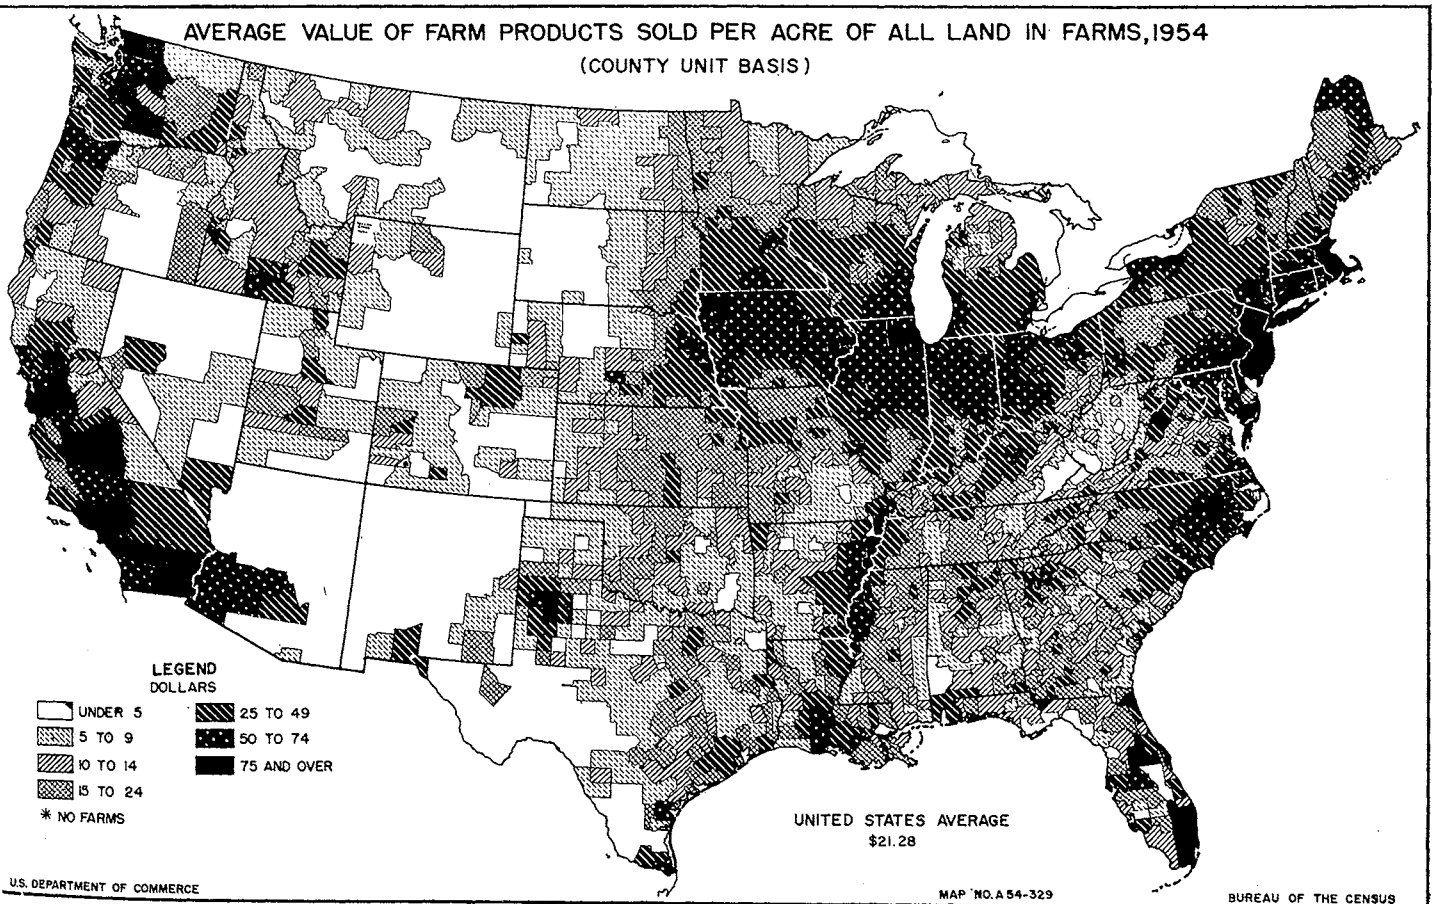 AVERAGE VALUE OF FARM PRODUCTS SOLD PER ACRE OF ALL LAND IN FARMS, 1954
(COUNTY UNIT BASIS)
LEGEND
DOLLARS
UNDER 5
5 TO 9
10 TO 14
15 TO 24
* NO FARMS
25 TO 49
50 TO 74
75 AND OVER
UNITED STATES AVERAGE
$21.28
U.S. DEPARTMENT OF COMMERCE
MAP NO. A 54-329
BUREAU OF THE CENSUS